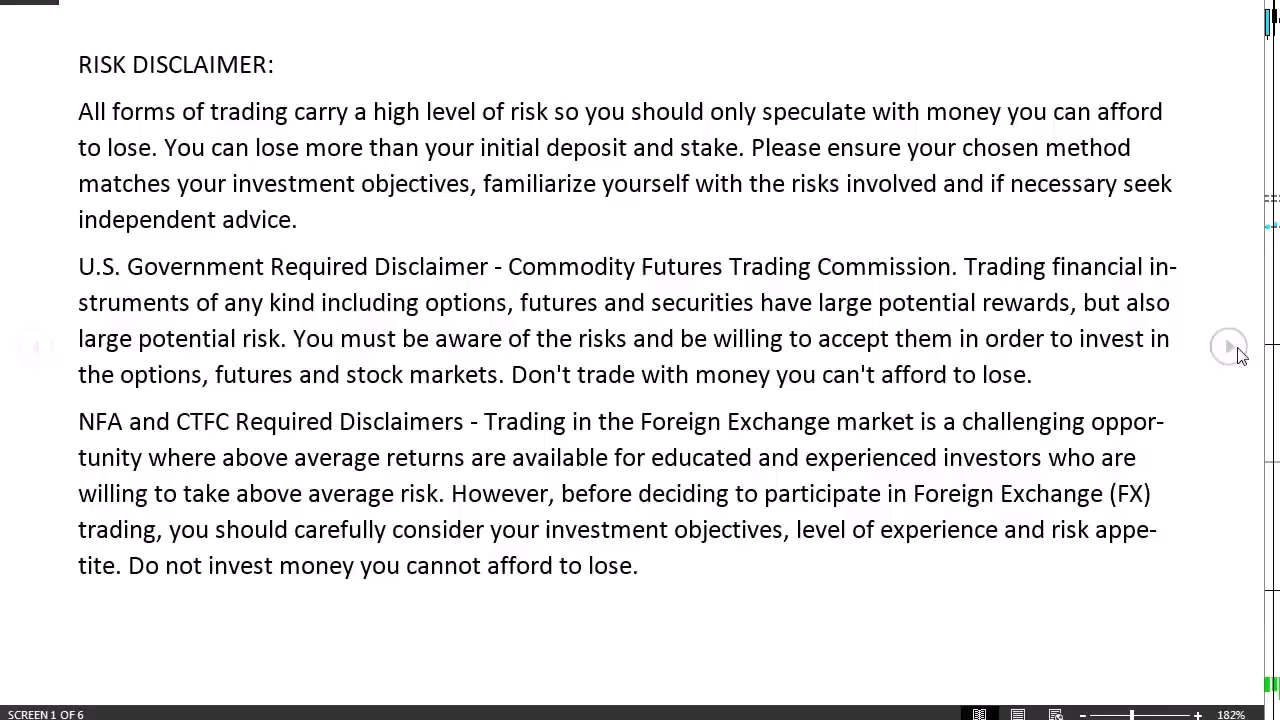 RISK DISCLAIMER:
All forms of trading carry a high level of risk so you should only speculate with money you can afford
to lose. You can lose more than your initial deposit and stake. Please ensure your chosen method
matches your investment objectives, familiarize yourself with the risks involved and if necessary seek
independent advice.
U.S. Government Required Disclaimer - Commodity Futures Trading Commission. Trading financial in-
struments of any kind including options, futures and securities have large potential rewards, but also
large potential risk. You must be aware of the risks and be willing to accept them in order to invest in
the options, futures and stock markets. Don't trade with money you can't afford to lose.
NFA and CTFC Required Disclaimers - Trading in the Foreign Exchange market is a challenging oppor-
tunity where above average returns are available for educated and experienced investors who are
willing to take above average risk. However, before deciding to participate in Foreign Exchange (FX)
trading, you should carefully consider your investment objectives, level of experience and risk appe-
tite. Do not invest money you cannot afford to lose.
SCREEN 1 OF 6
182%